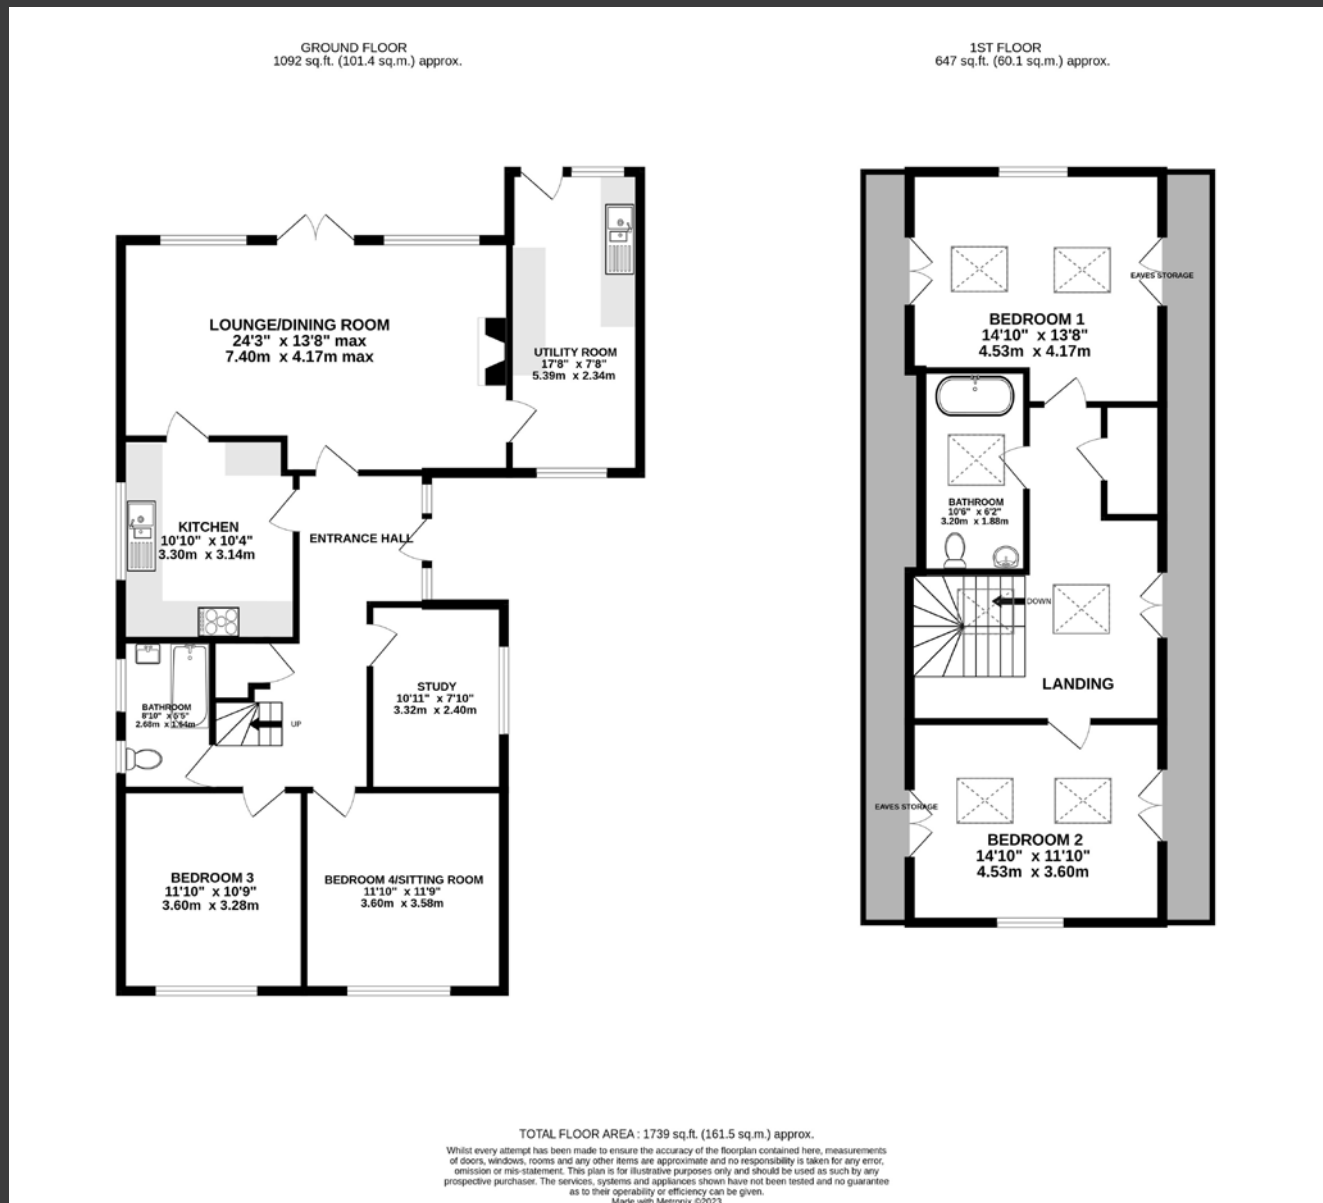 GROUND FLOOR
1092 sq.ft. (101.4 sq.m.) approx.
1ST FLOOR
647 sq.ft. (60.1 sq.m.) approx.
LOUNGE/DINING ROOM
24'3" x 13'8" max
7.40m x 4.17m max
UTILITY ROOM
17'8" x 7'8"
5.39m x 2.34m
KITCHEN
10'10" x 10'4"
3.30m x 3.14m
ENTRANCE HALL
STUDY
10'11" x 7'10"
3.32m x 2.40m
BATHROOM
8'10" x 5'5"
2.68m x 1.64m
UP
BEDROOM 3
11'10" x 10'9"
3.60m x 3.28m
BEDROOM 4/SITTING ROOM
11'10" x 11'9"
3.60m x 3.58m
EAVES STORAGE
BEDROOM 1
14'10" x 13'8"
4.53m x 4.17m
BATHROOM
10'6" x 6'2"
3.20m x 1.88m
DOWN
LANDING
EAVES STORAGE
BEDROOM 2
14'10" x 11'10"
4.53m x 3.60m
TOTAL FLOOR AREA : 1739 sq.ft. (161.5 sq.m.) approx.
Whilst every attempt has been made to ensure the accuracy of the floorplan contained here, measurements
of doors, windows, rooms and any other items are approximate and no responsibility is taken for any error,
omission or mis-statement. This plan is for illustrative purposes only and should be used as such by any
prospective purchaser. The services, systems and appliances shown have not been tested and no guarantee
as to their operability or efficiency can be given.
Made with Metropix ©2023